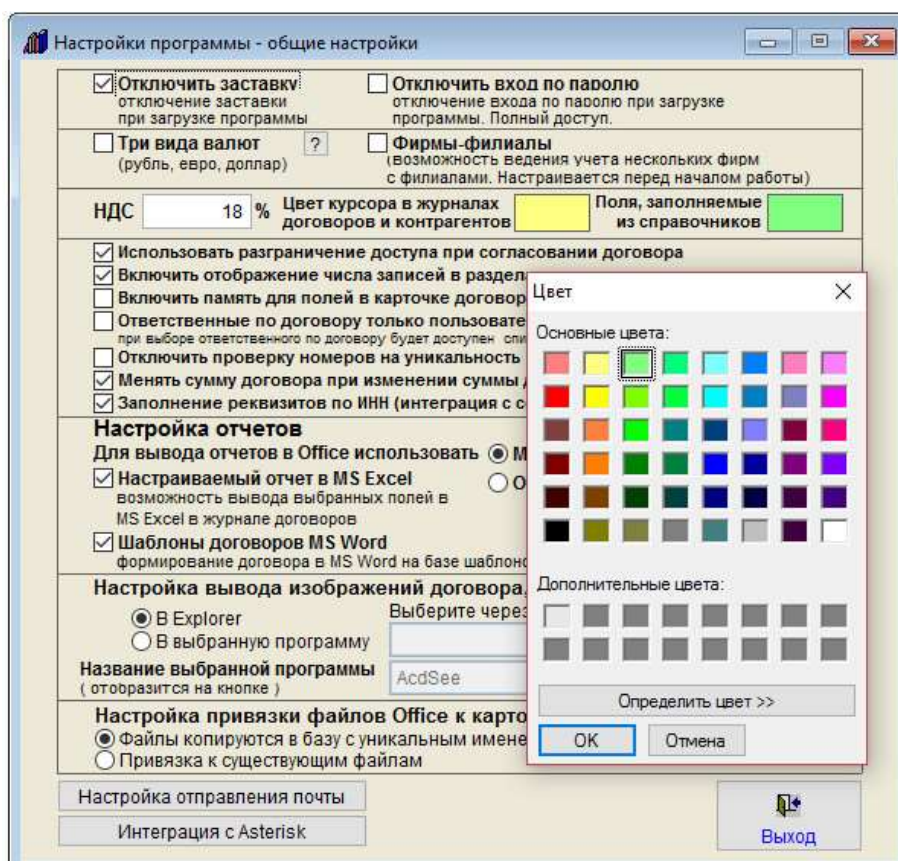 Настройки программы - общие настройки
Отключить заставку
отключение заставки
при загрузке программы
Отключить вход по паролю
отключение входа по паролю при загрузке
программы. Полный доступ.
Три вида валют
(рубль, евро, доллар)
?
Фирмы-филиалы
(возможность ведения учета нескольких фирм
с филиалами. Настраивается перед началом работы)
НДС 18 %
Цвет курсора в журналах
договоров и контрагентов
Поля, заполняемые
из справочников
Использовать разграничение доступа при согласовании договора
Включить отображение числа записей в раздела
Включить память для полей в карточке договор
Ответственные по договору только пользовате
при выборе ответственного по договору будет доступен спи
Отключить проверку номеров на уникальность
Менять сумму договора при изменении суммы
Заполнение реквизитов по ИНН (интеграция с с
Настройка отчетов
Для вывода отчетов в Office использовать M
Настраиваемый отчет в MS Excel O
возможность вывода выбранных полей в
MS Excel в журнале договоров
Шаблоны договоров MS Word
формирование договора в MS Word на базе шаблоно
Настройка вывода изображений договора,
В Explorer
В выбранную программу
Выберите через
Название выбранной программы
( отобразится на кнопке )
AcdSee
Настройка привязки файлов Office к карто
Файлы копируются в базу с уникальным имене
Привязка к существующим файлам
Настройка отправления почты
Интеграция с Asterisk
Выход
Цвет
Основные цвета:
Дополнительные цвета:
Определить цвет >>
OK
Отмена